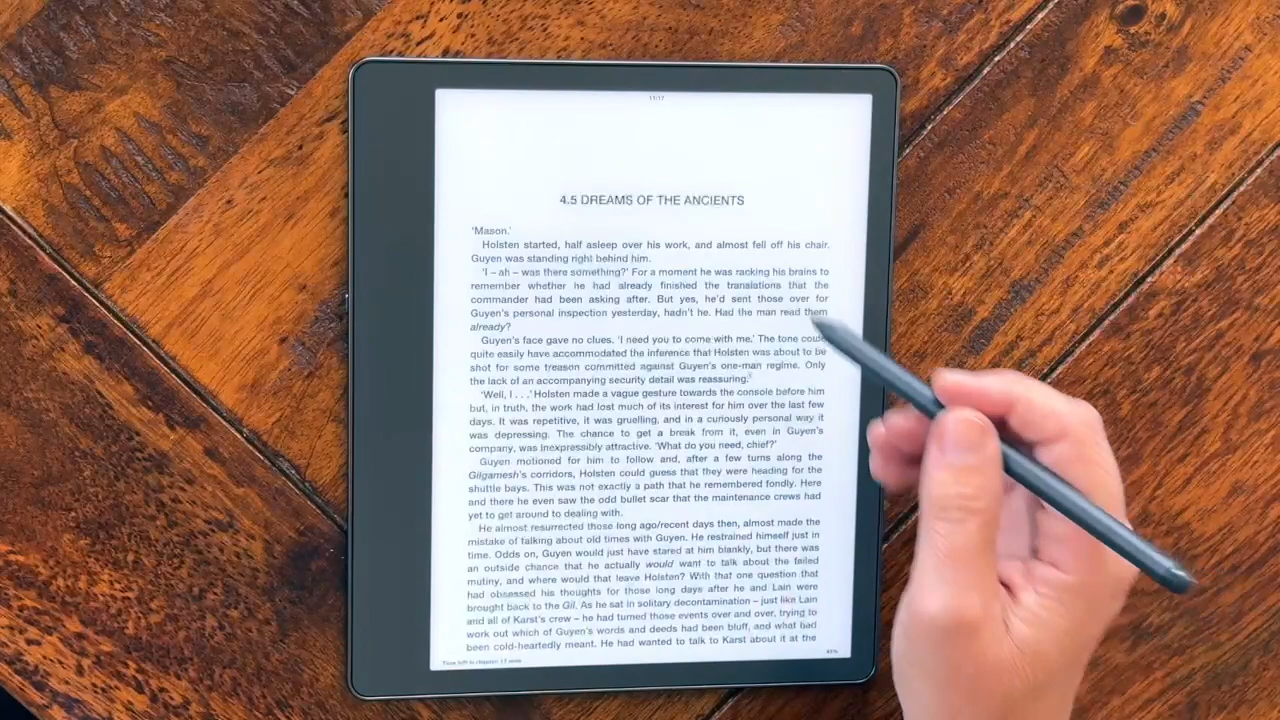 11:17
4.5 DREAMS OF THE ANCIENTS
‘Mason.’
Holsten started, half asleep over his work, and almost fell off his chair.
Guyen was standing right behind him.
‘I – ah – was there something?’ For a moment he was racking his brains to
remember whether he had already finished the translations that the
commander had been asking after. But yes, he’d sent those over for
Guyen’s personal inspection yesterday, hadn’t he. Had the man read them
already?
Guyen’s face gave no clues. ‘I need you to come with me.’ The tone could
quite easily have accommodated the inference that Holsten was about to be
shot for some treason committed against Guyen’s one-man regime. Only
the lack of an accompanying security detail was reassuring.
‘Well, I . . .’ Holsten made a vague gesture towards the console before him
but, in truth, the work had lost much of its interest for him over the last few
days. It was repetitive, it was gruelling, and in a curiously personal way it
was depressing. The chance to get a break from it, even in Guyen’s
company, was inexpressibly attractive. ‘What do you need, chief?’
Guyen motioned for him to follow and, after a few turns along the
Gilgamesh’s corridors, Holsten could guess that they were heading for the
shuttle bays. This was not exactly a path that he remembered fondly. Here
and there he even saw the odd bullet scar that the maintenance crews had
yet to get around to dealing with.
He almost resurrected those long ago/recent days then, almost made the
mistake of talking about old times with Guyen. He restrained himself just in
time. Odds on, Guyen would just have stared at him blankly, but there was
an outside chance that he actually would want to talk about the failed
mutiny, and where would that leave Holsten? With that one question that
had obsessed his thoughts for those long days after he and Lain were
brought back to the Gil. As he sat in solitary decontamination – just like Lain
and all of Karst’s crew – he had turned those events over and over, trying to
work out which of Guyen’s words and deeds had been bluff, and what had
been cold-heartedly meant. He had wanted to talk to Karst about it at the
Time left in chapter: 13 mins